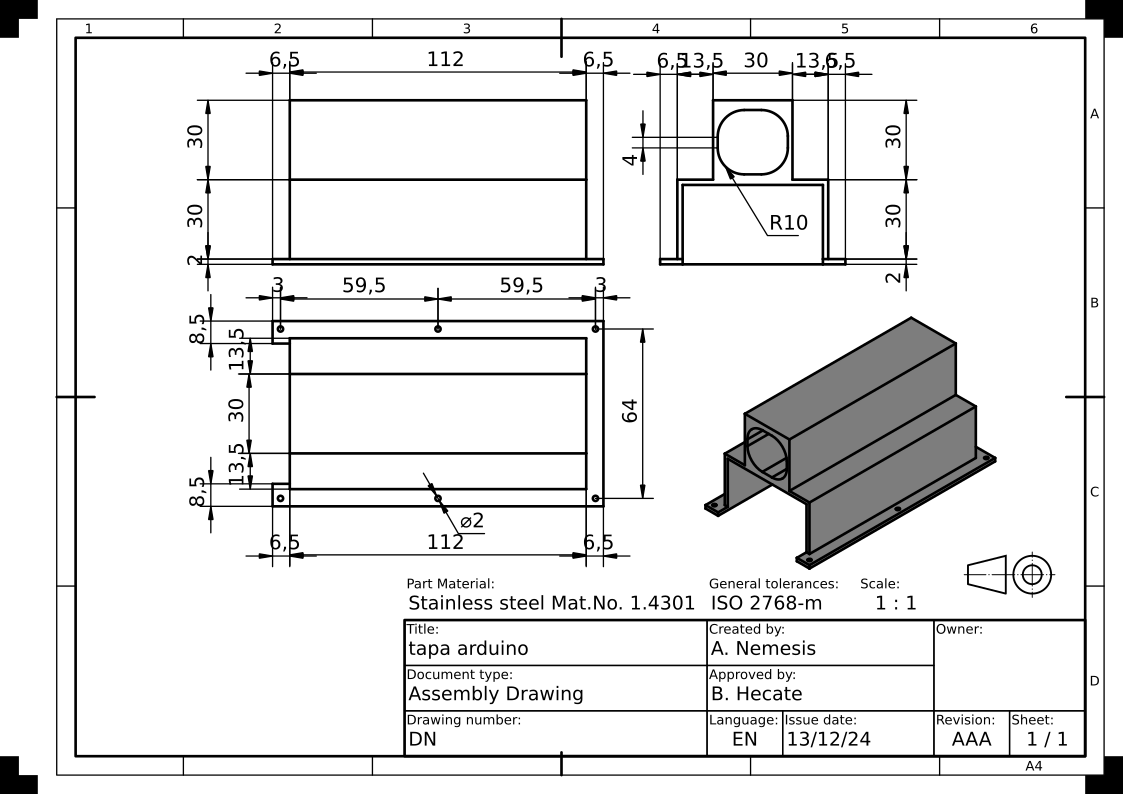 1 2 3 4 5 6
6,5 112 6,5 6,5 13,5 30 13,5 6,5
A
30 30
4
R10
30 30
2 2
3 59,5 59,5 3
B
8,5 13,5
30 64
13,5 8,5
C
⌀2
6,5 112 6,5
Part Material: General tolerances: Scale:
Stainless steel Mat.No. 1.4301 ISO 2768-m 1 : 1
Title: Created by: Owner:
tapa arduino A. Nemesis
Document type: Approved by:
Assembly Drawing B. Hecate
D
Drawing number: Language: Issue date: Revision: Sheet:
DN EN 13/12/24 AAA 1 / 1
A4